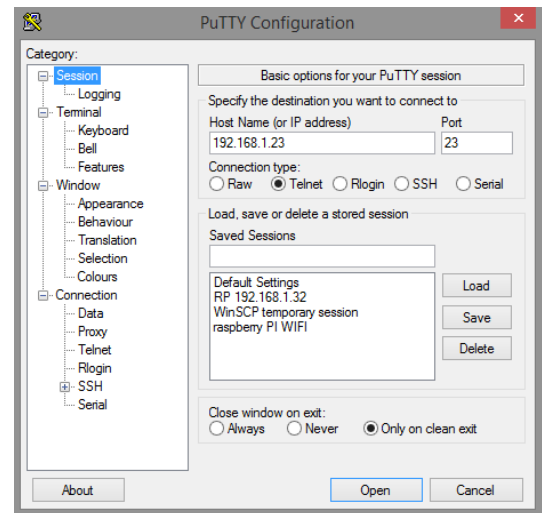 PuTTY Configuration
Category:
Session
Logging
Terminal
Keyboard
Bell
Features
Window
Appearance
Behaviour
Translation
Selection
Colours
Connection
Data
Proxy
Telnet
Rlogin
SSH
Serial
Basic options for your PuTTY session
Specify the destination you want to connect to
Host Name (or IP address) Port
192.168.1.23 23
Connection type:
Raw Telnet Rlogin SSH Serial
Load, save or delete a stored session
Saved Sessions
Default Settings
RP 192.168.1.32
WinSCP temporary session
raspberry PI WIFI
Load
Save
Delete
Close window on exit:
Always Never Only on clean exit
About Open Cancel